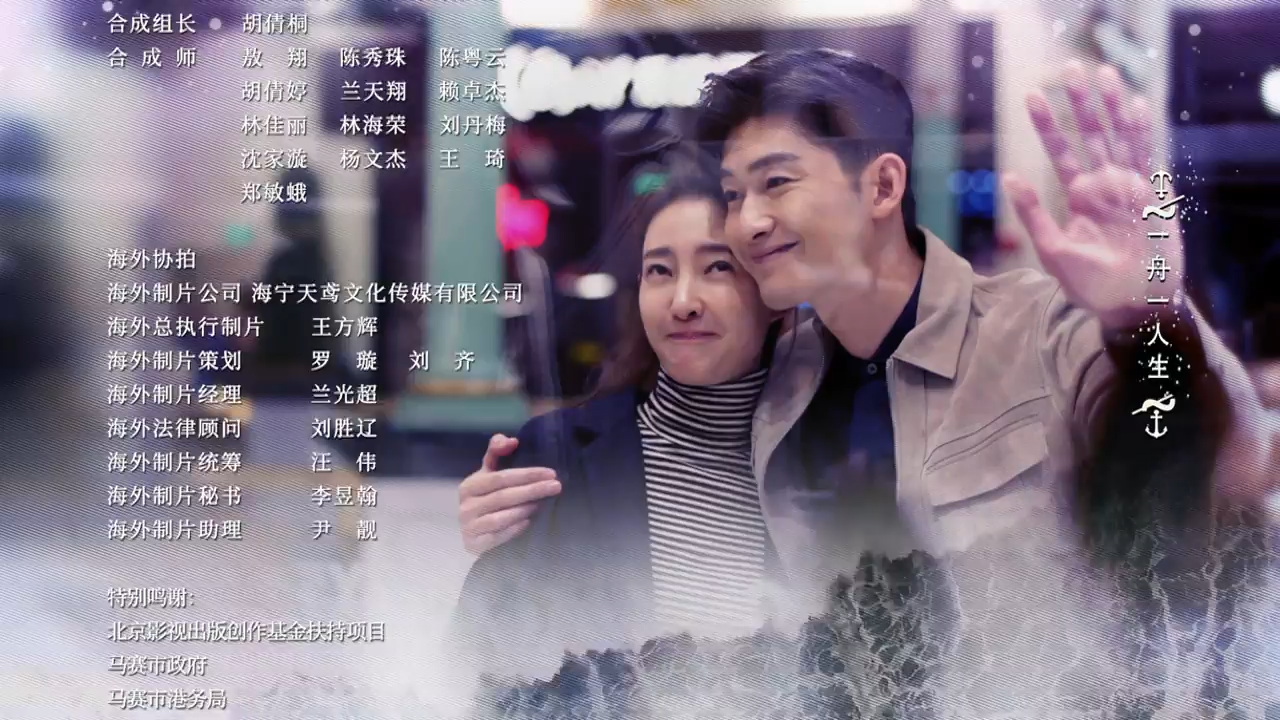 合成组长 胡倩桐
合成师 敖翔 陈秀珠 陈粤云
胡倩婷 兰天翔 赖卓杰
林佳丽 林海荣 刘丹梅
沈家漩 杨文杰 王琦
郑敏蛾
海外协拍
海外制片公司 海宁天鸢文化传媒有限公司
海外总执行制片 王方辉
海外制片策划 罗璇 刘齐
海外制片经理 兰光超
海外法律顾问 刘胜辽
海外制片统筹 汪伟
海外制片秘书 李昱翰
海外制片助理 尹靓
特别鸣谢:
北京影视出版创作基金扶持项目
马赛市政府
马赛市港务局
一舟一人生